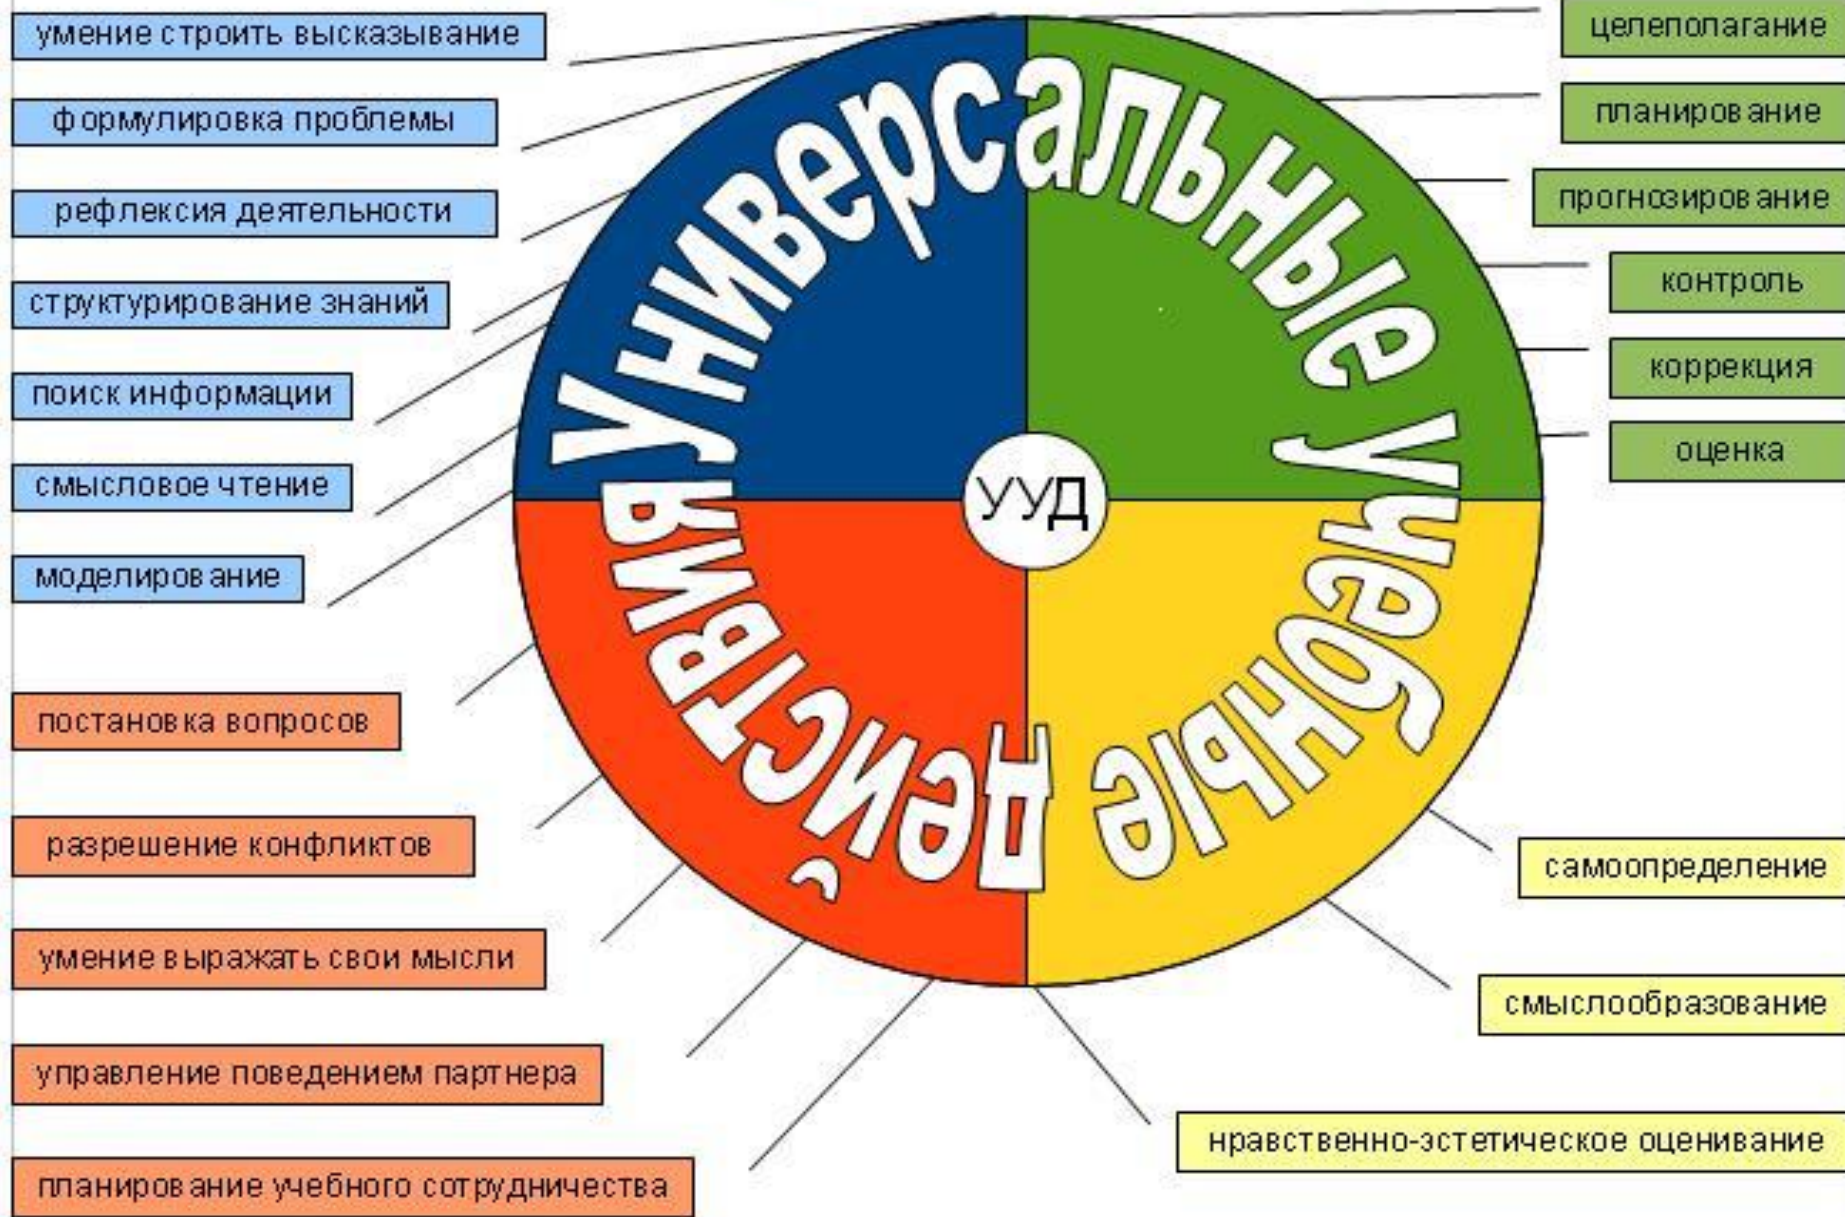 умение строить высказывание
формулировка проблемы
рефлексия деятельности
структурирование знаний
поиск информации
смысловое чтение
моделирование
постановка вопросов
разрешение конфликтов
умение выражать свои мысли
управление поведением партнера
планирование учебного сотрудничества
Универсальные учебные действия
УУД
целеполагание
планирование
прогнозирование
контроль
коррекция
оценка
самоопределение
смыслообразование
нравственно-эстетическое оценивание